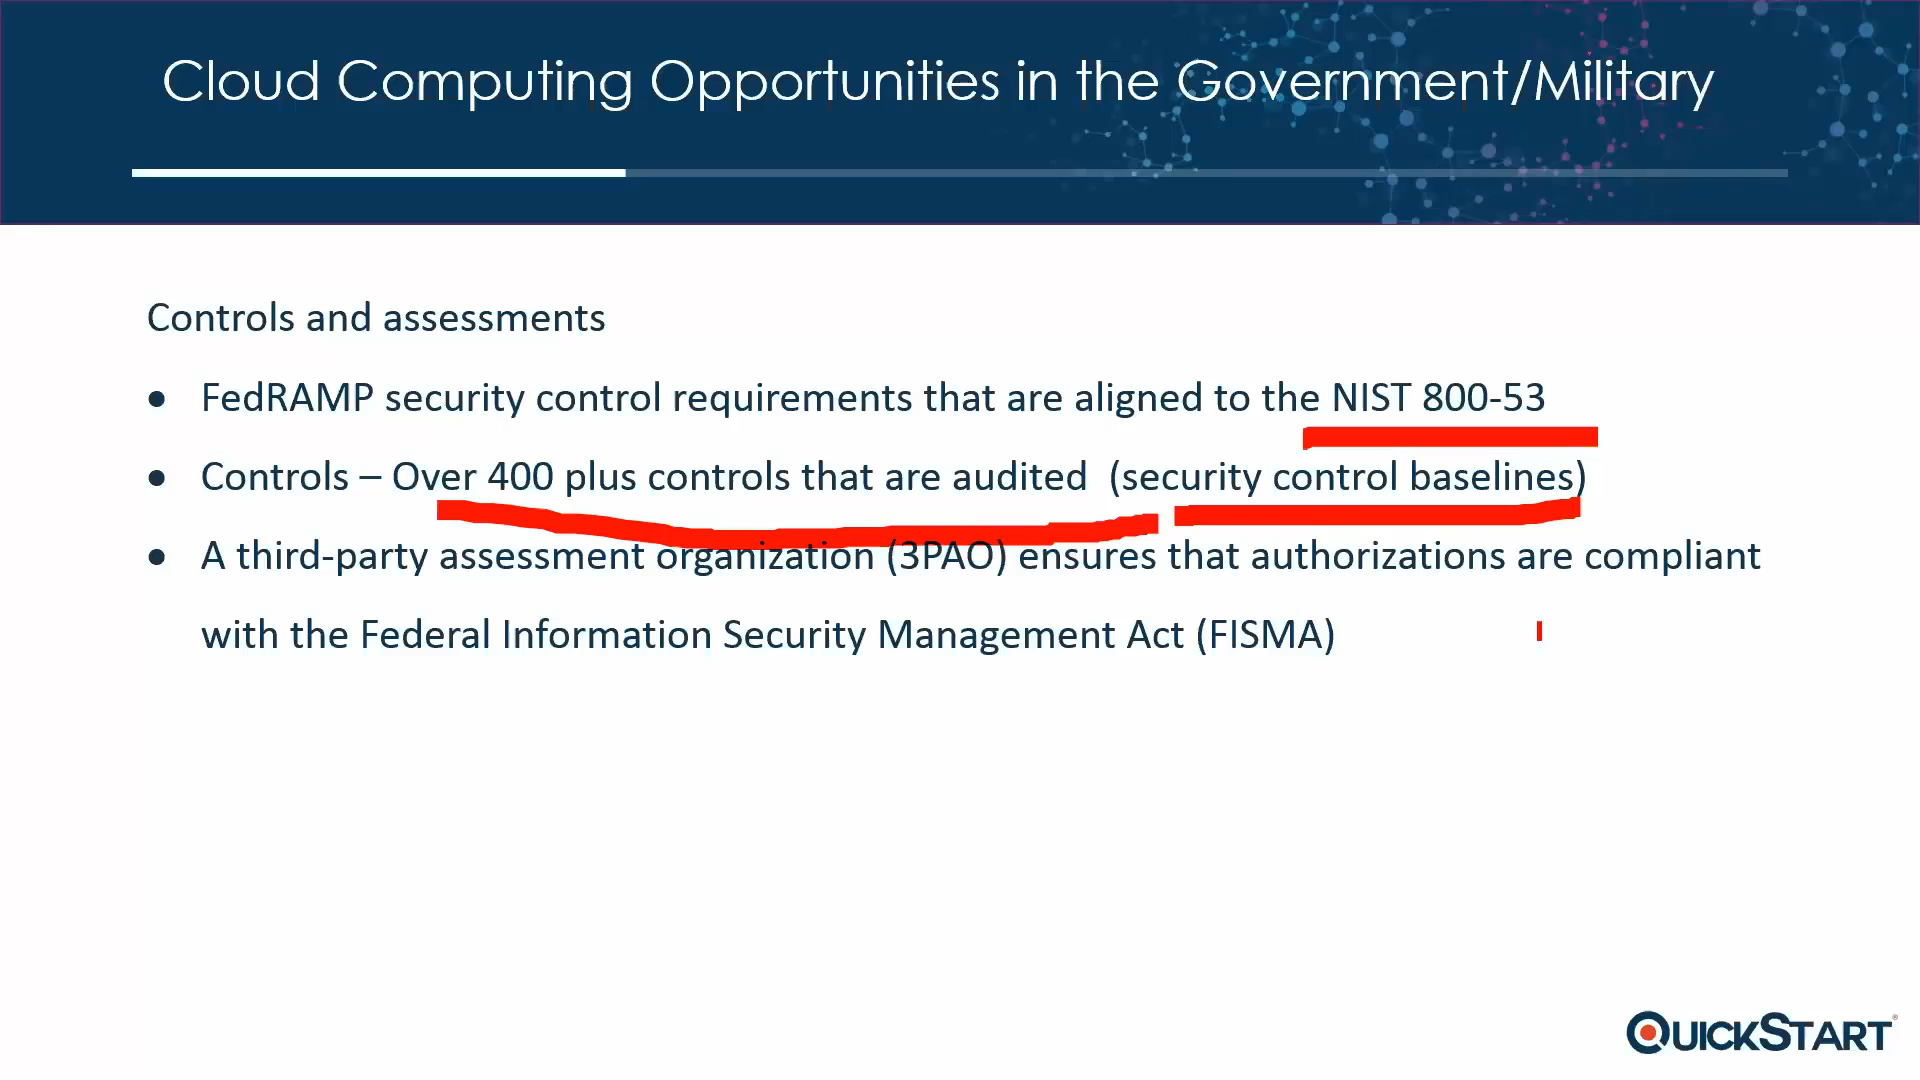 Cloud Computing Opportunities in the Government/Military
Controls and assessments
● FedRAMP security control requirements that are aligned to the NIST 800-53
● Controls – Over 400 plus controls that are audited (security control baselines)
● A third-party assessment organization (3PAO) ensures that authorizations are compliant
with the Federal Information Security Management Act (FISMA)
QUICKSTART®